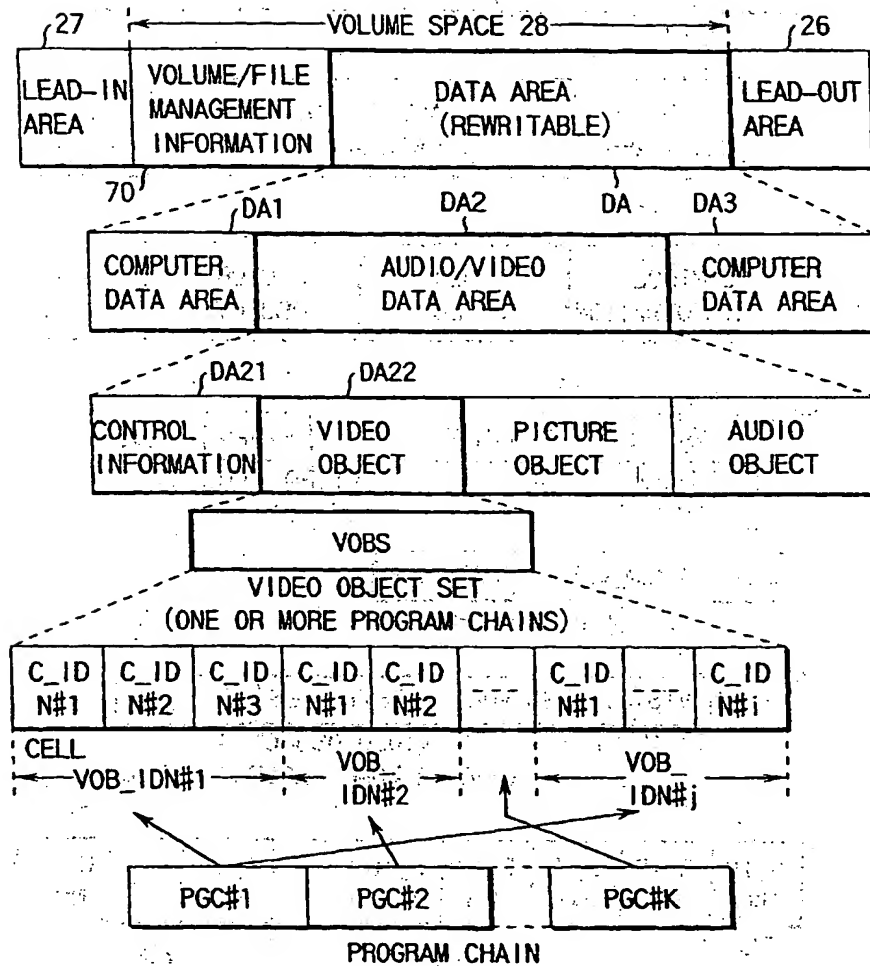 27
VOLUME SPACE 28
26
LEAD-IN
AREA
VOLUME/FILE
MANAGEMENT
INFORMATION
DATA AREA
(REWRITABLE)
LEAD-OUT
AREA
70
DA1
DA2
DA
DA3
COMPUTER
DATA AREA
AUDIO/VIDEO
DATA AREA
COMPUTER
DATA AREA
DA21
DA22
CONTROL
INFORMATION
VIDEO
OBJECT
PICTURE
OBJECT
AUDIO
OBJECT
VOBS
VIDEO OBJECT SET
(ONE OR MORE PROGRAM CHAINS)
C_ID
N#1
C_ID
N#2
C_ID
N#3
C_ID
N#1
C_ID
N#2
---
C_ID
N#1
---
C_ID
N#i
CELL
VOB_IDN#1
VOB_
IDN#2
VOB_
IDN#j
PGC#1
PGC#2
PGC#K
PROGRAM CHAIN